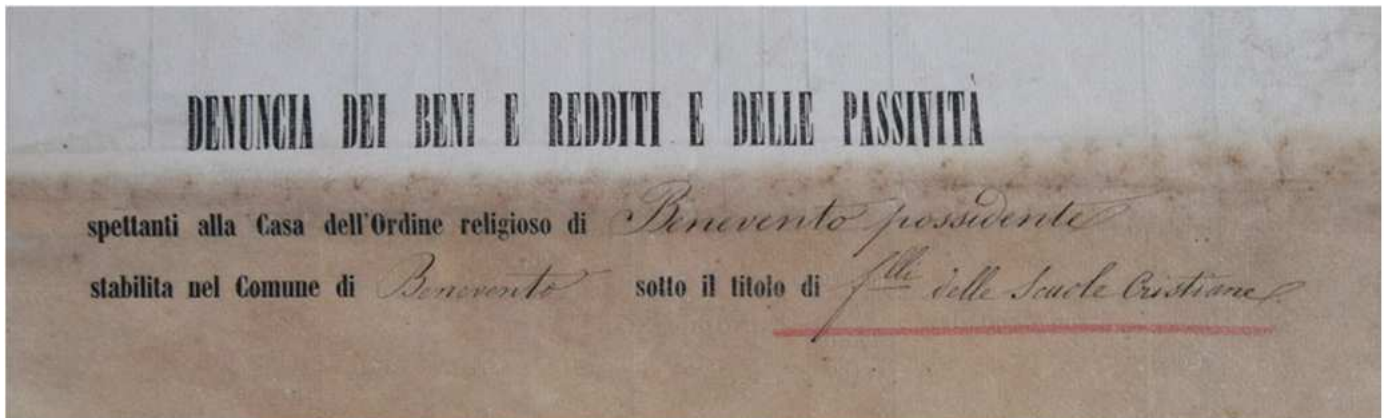 DENUNCIA DEI BENI E REDDITI E DELLE PASSIVITÀ
spettanti alla Casa dell'Ordine religioso di Benevento possidente
stabilita nel Comune di Benevento sotto il titolo di flli delle Scuole Cristiane